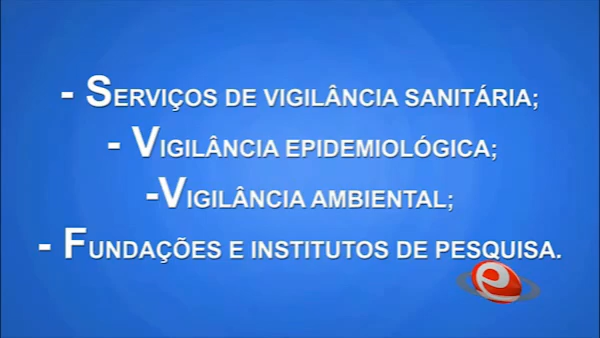 - SERVIÇOS DE VIGILÂNCIA SANITÁRIA;
- VIGILÂNCIA EPIDEMIOLÓGICA;
-VIGILÂNCIA AMBIENTAL;
- FUNDAÇÕES E INSTITUTOS DE PESQUISA.
e